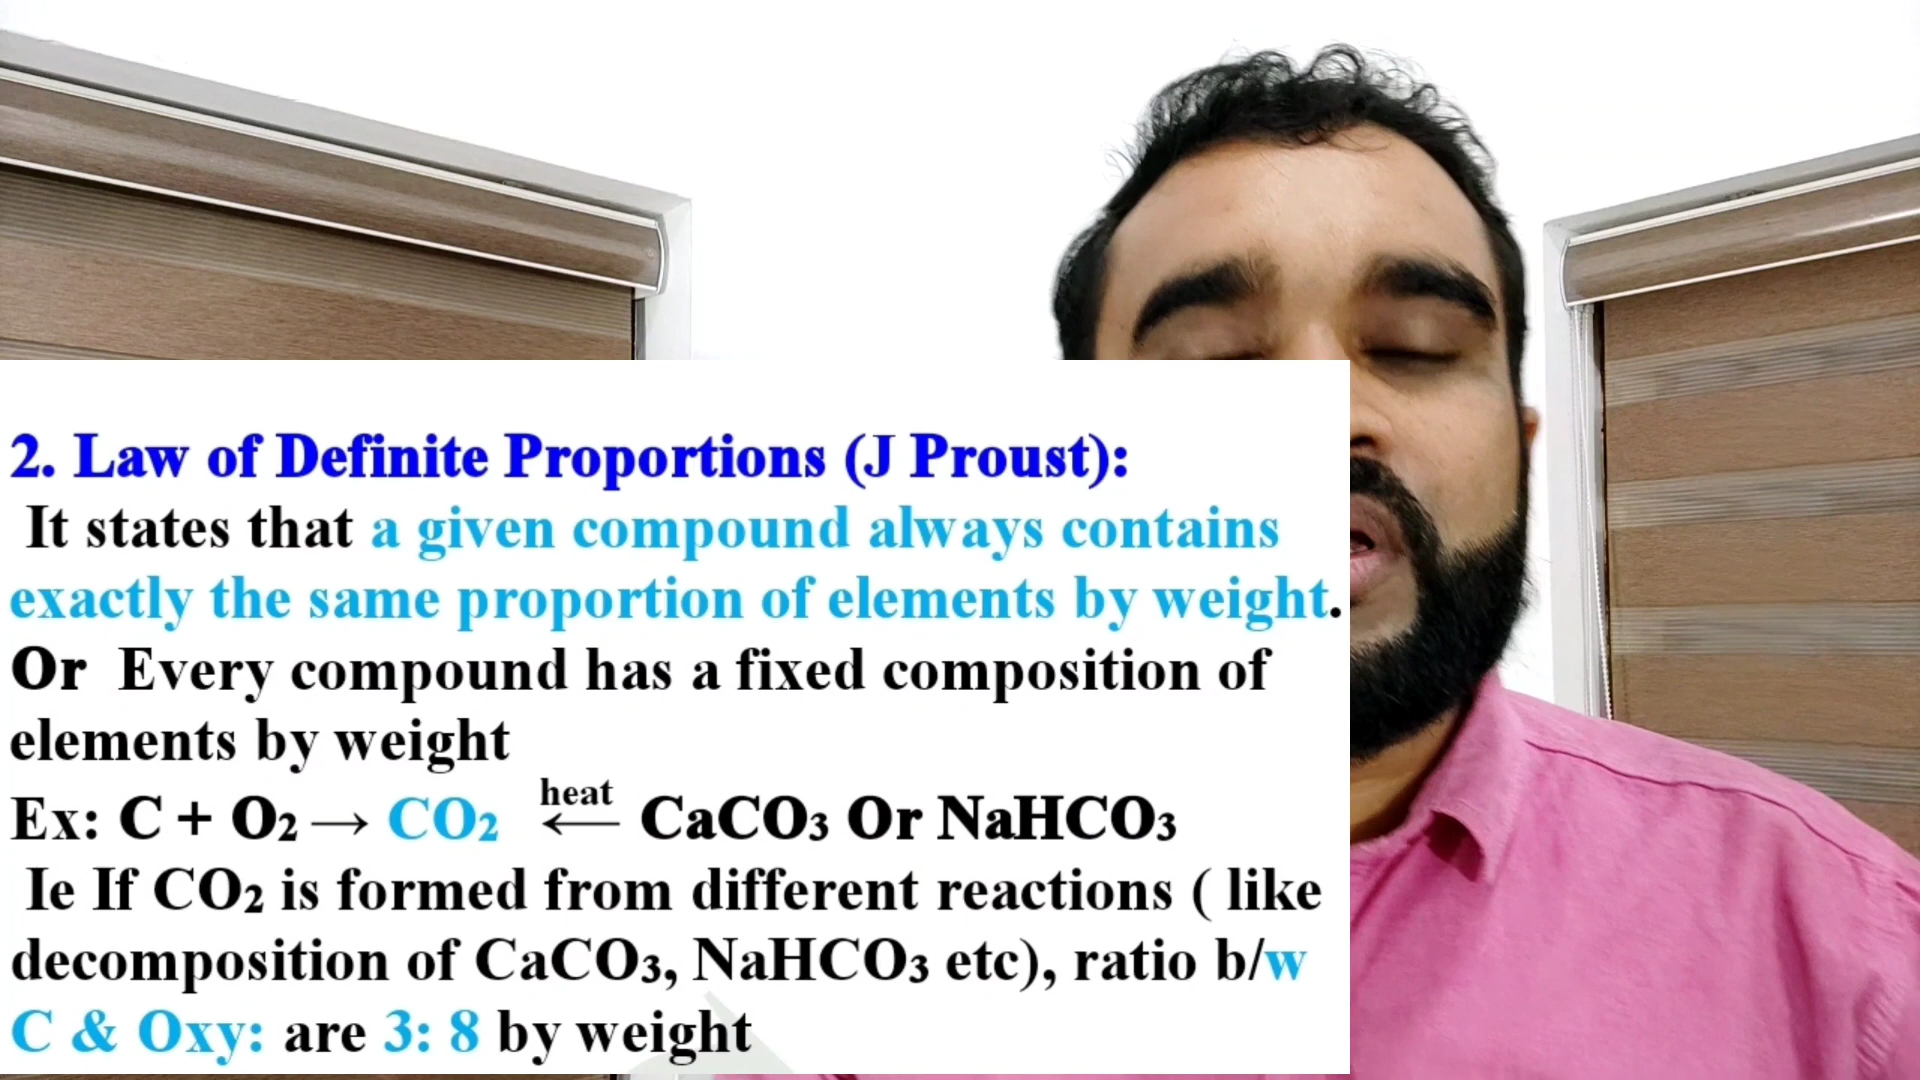 2. Law of Definite Proportions (J Proust):
It states that a given compound always contains
exactly the same proportion of elements by weight.
Or Every compound has a fixed composition of
elements by weight
Ex: C + O₂ → CO₂ heat ← CaCO₃ Or NaHCO₃
Ie If CO₂ is formed from different reactions ( like
decomposition of CaCO₃, NaHCO₃ etc), ratio b/w
C & Oxy: are 3: 8 by weight